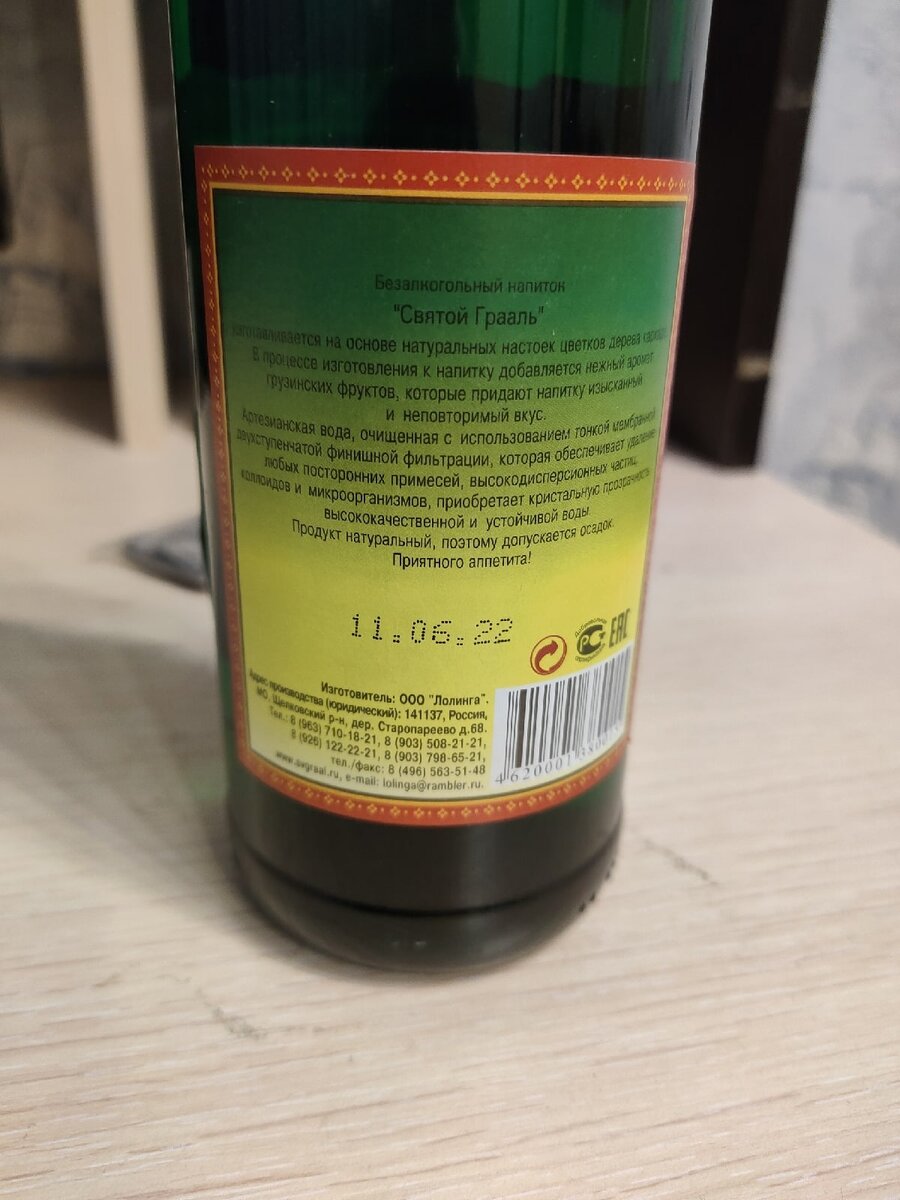 Безалкогольный напиток
"Святой Грааль"
изготавливается на основе натуральных настоек цветков дерева
В процессе изготовления к напитку добавляется нежный аромат
грузинских фруктов, которые придают напитку изысканный
и неповторимый вкус.
Артезианская вода, очищенная с использованием тонкой мембранной
двухступенчатой финишной фильтрации, которая обеспечивает удаление
любых посторонних примесей, высокодисперсионных частиц,
коллоидов и микроорганизмов, приобретает кристальную прозрачность
высококачественной и устойчивой воды.
Продукт натуральный, поэтому допускается осадок.
Приятного аппетита!
11.06.22
РСТ EAC
Изготовитель: ООО "Лолинга".
Адрес производства (юридический): 141137, Россия,
МО, Щёлковский р-н, дер. Старопареево д.68.
Тел.: 8 (963) 710-18-21, 8 (903) 508-21-21,
8 (926) 122-22-21, 8 (903) 798-65-21,
тел./факс: 8 (496) 563-51-48
www.svgraal.ru, e-mail: lolinga@rambler.ru.